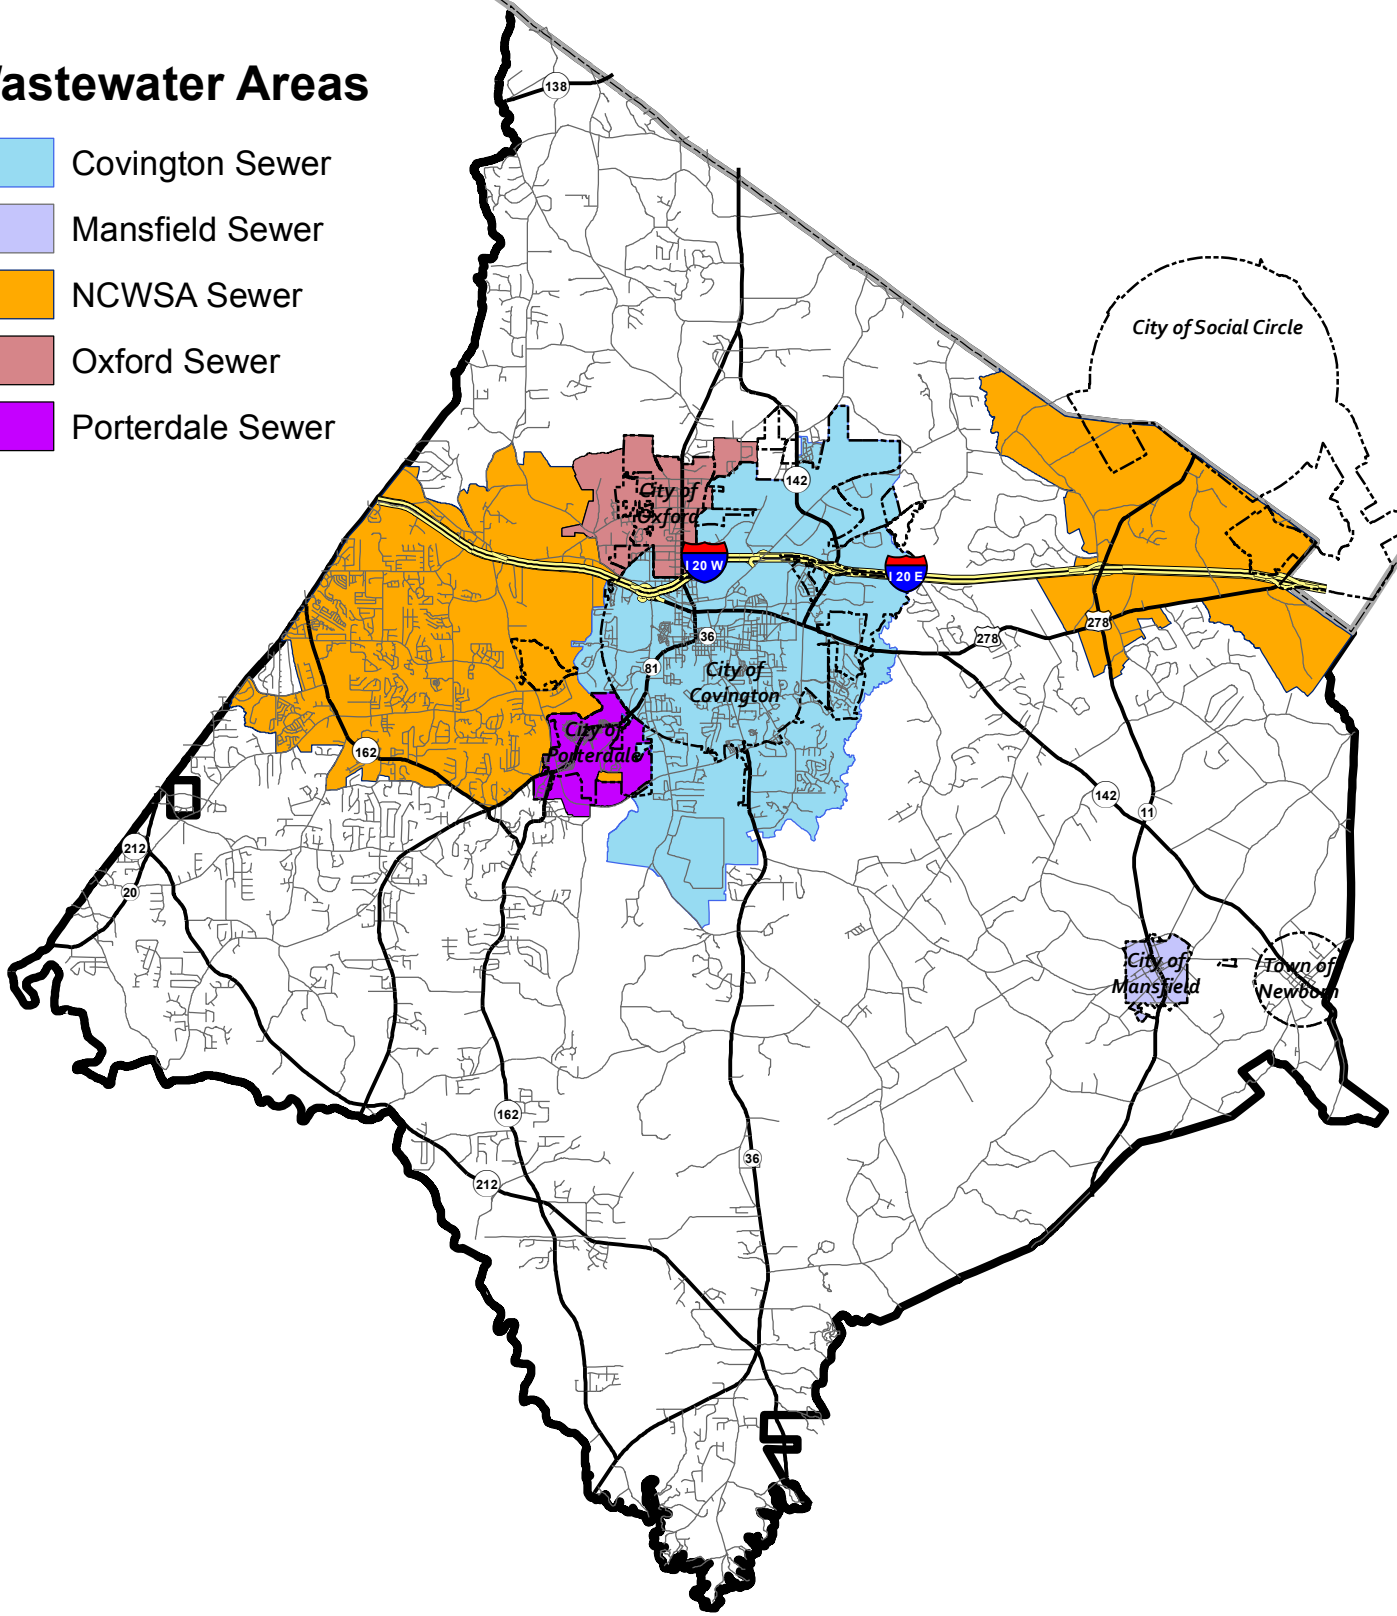 astewater Areas
Covington Sewer
Mansfield Sewer
NCWSA Sewer
Oxford Sewer
Porterdale Sewer
138
City of Social Circle
142
City of
Oxford
I 20 W
I 20 E
278
278
36
81
City of
Covington
City of
Porterdale
162
142
11
212
20
City of
Mansfield
Town of
Newborn
162
36
212